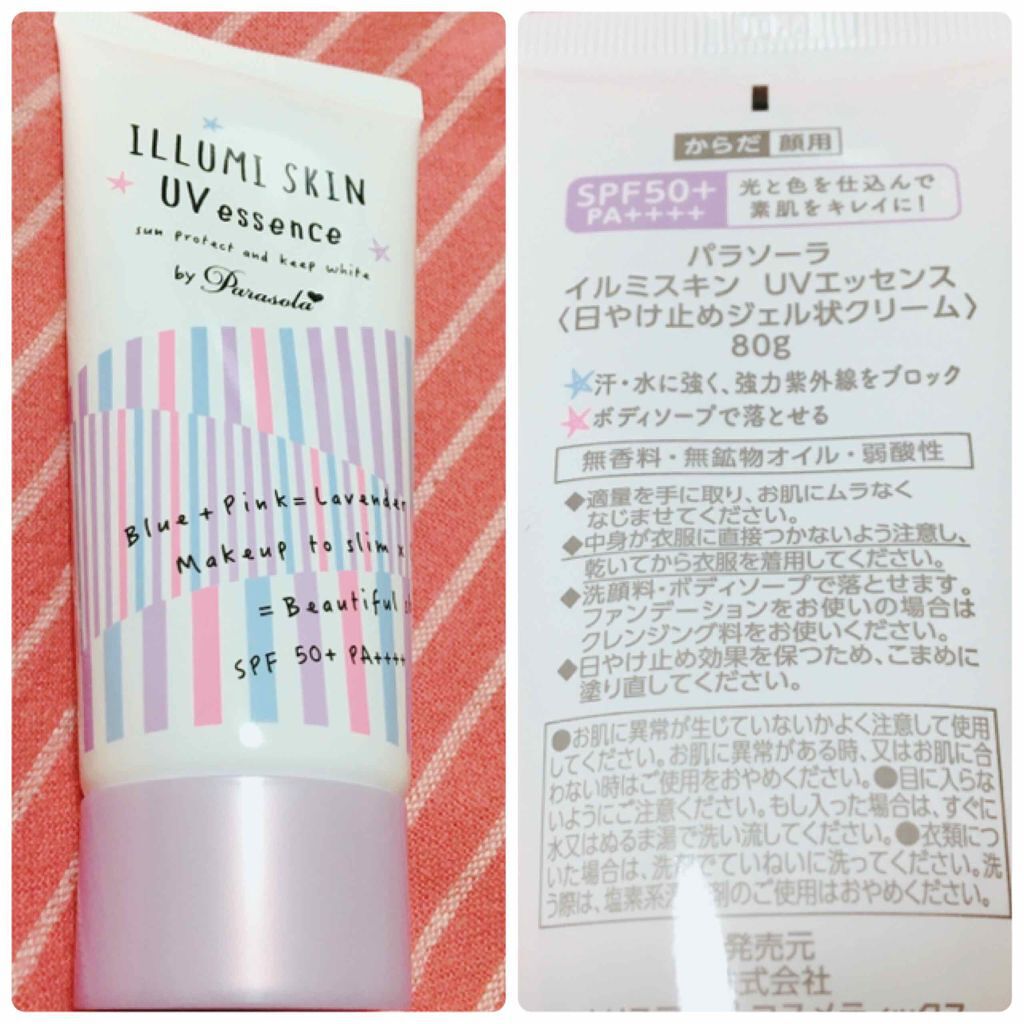 ILLUMI SKIN
UV essence
sun protect and keep white
by Parasola
Blue + Pink = Lavender
Makeup to slim x
= Beautiful
SPF 50+ PA++++
からだ 顔用
SPF50+
PA++++
光と色を仕込んで
素肌をキレイに!
パラソーラ
イルミスキン UVエッセンス
〈日やけ止めジェル状クリーム〉
80g
汗・水に強く、強力紫外線をブロック
ボディソープで落とせる
無香料・無鉱物オイル・弱酸性
◆適量を手に取り、お肌にムラなく
なじませてください。
◆中身が衣服に直接つかないよう注意し、
乾いてから衣服を着用してください。
◆洗顔料・ボディソープで落とせます。
ファンデーションをお使いの場合は
クレンジング料をお使いください。
◆日やけ止め効果を保つため、こまめに
塗り直してください。
●お肌に異常が生じていないかよく注意して使用
してください。お肌に異常がある時、又はお肌に合
わない時はご使用をおやめください。●目に入らな
いようにご注意ください。もし入った場合は、すぐに
水又はぬるま湯で洗い流してください。●衣類につ
いた場合は、洗剤でていねいに洗ってください。洗
う際は、塩素系 剤のご使用はおやめください。
発売元
式会社